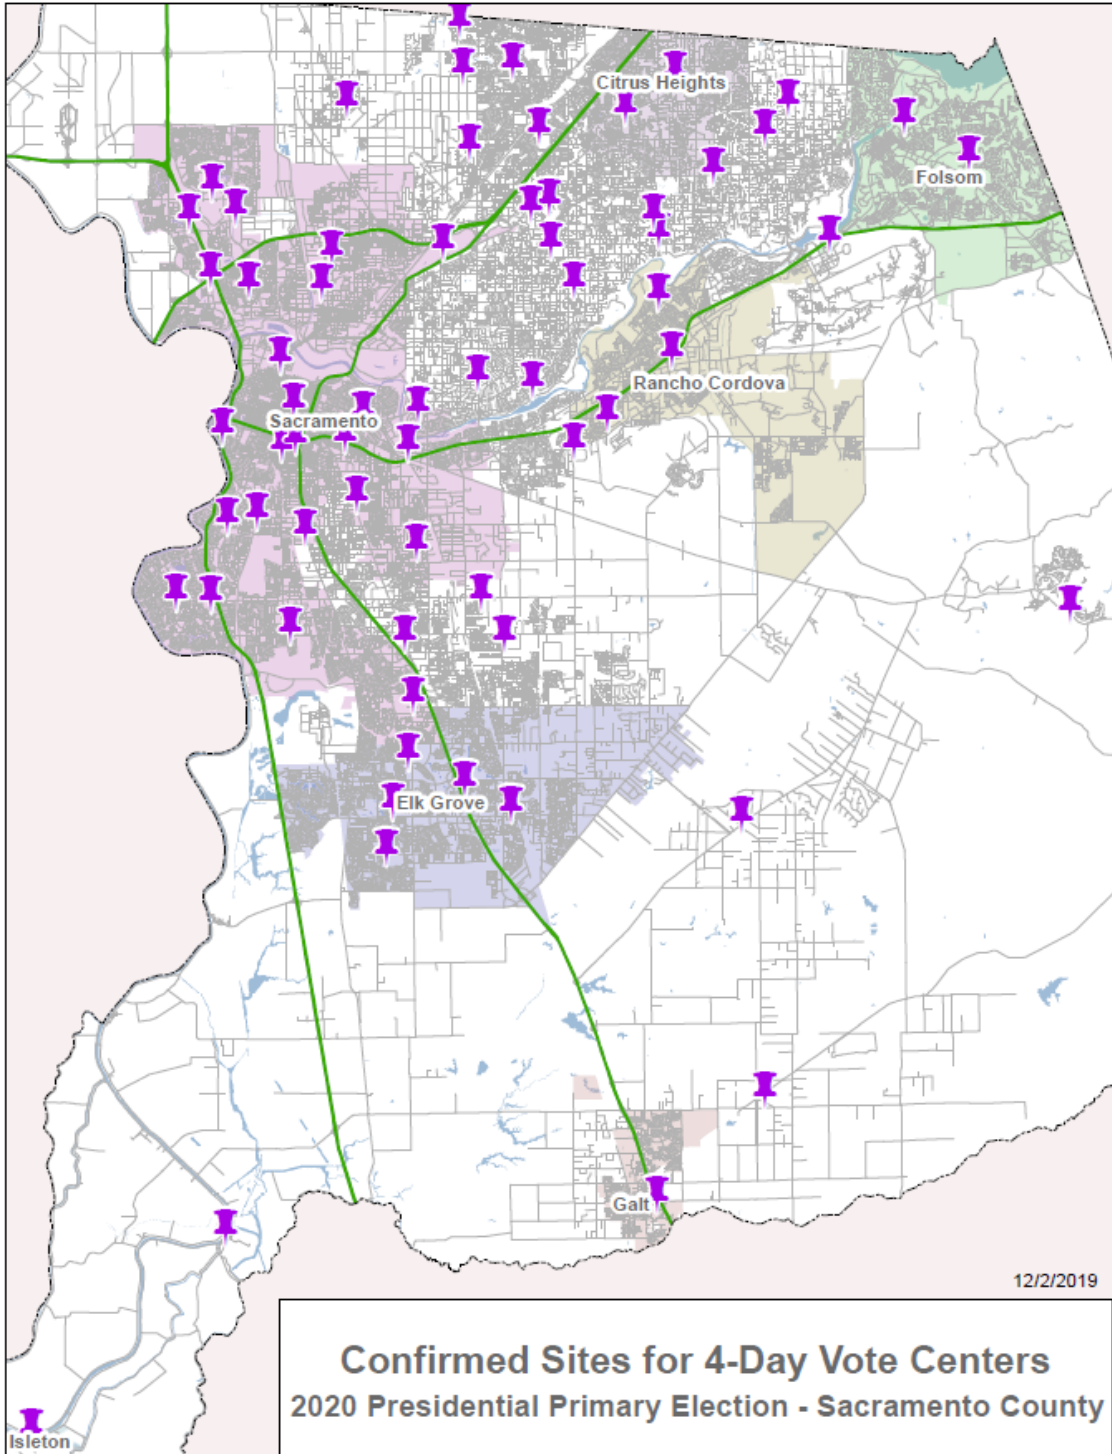 Citrus Heights
Folsom
Rancho Cordova
Sacramento
Elk Grove
Galt
12/2/2019
Confirmed Sites for 4-Day Vote Centers
2020 Presidential Primary Election - Sacramento County
Isleton